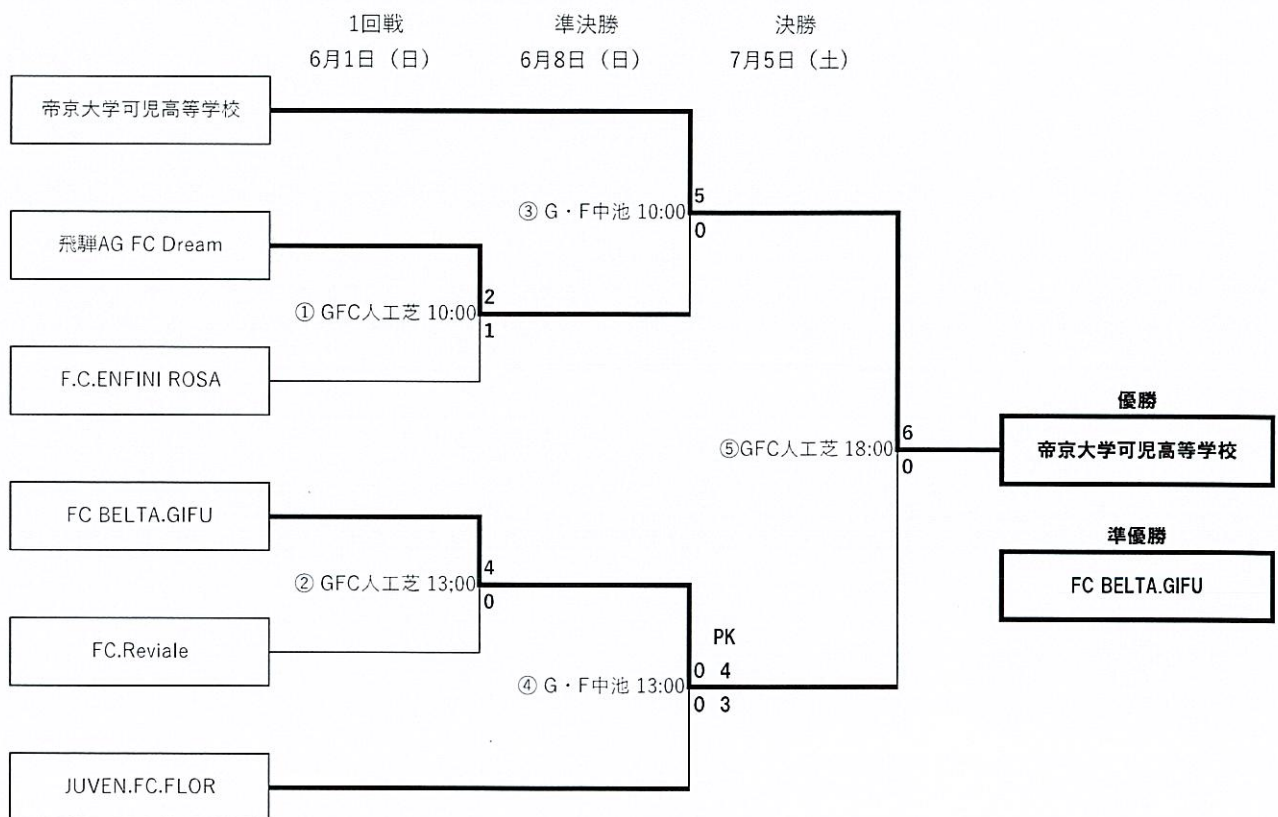 1回戦 準決勝 決勝
6月1日（日） 6月8日（日） 7月5日（土）
帝京大学可児高等学校
5
③ G・F中池 10:00
0
飛騨AG FC Dream
2
① GFC人工芝 10:00
1
F.C.ENFINI ROSA
優勝
6
⑤GFC人工芝 18:00
0
帝京大学可児高等学校
FC BELTA.GIFU
準優勝
4
② GFC人工芝 13;00
0
FC BELTA.GIFU
FC.Reviale
PK
0 4
④ G・F中池 13:00
0 3
JUVEN.FC.FLOR